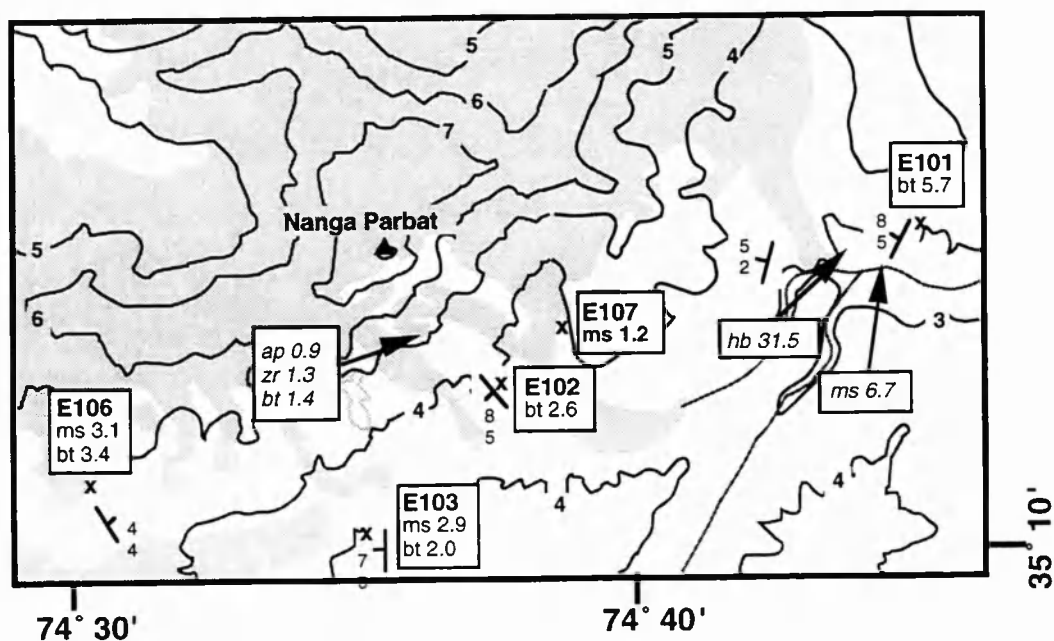 5
4
5
6
7
E101
bt 5.7
Nanga Parbat
8
5
5
2
5
6
E107
ms 1.2
3
hb 31.5
ap 0.9
zr 1.3
bt 1.4
ms 6.7
E102
bt 2.6
4
8
5
E106
ms 3.1
bt 3.4
x
x
x
x
x
4
4
E103
ms 2.9
bt 2.0
4
4
7
35° 10'
74° 30'
74° 40'